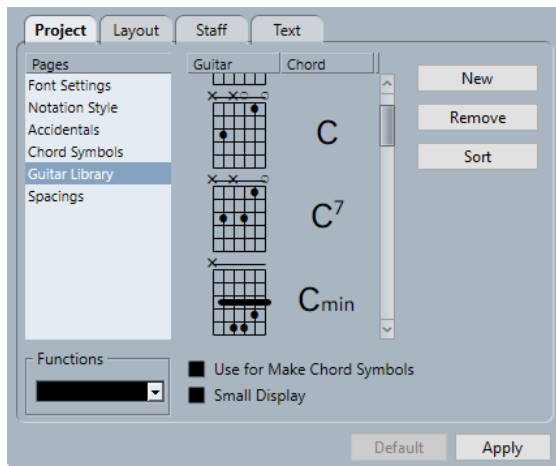 Project Layout Staff Text
Pages
Font Settings
Notation Style
Accidentals
Chord Symbols
Guitar Library
Spacings
Guitar Chord
x xo o
C
x x o
C7
x
Cmin
New
Remove
Sort
Functions
Use for Make Chord Symbols
Small Display
Default Apply